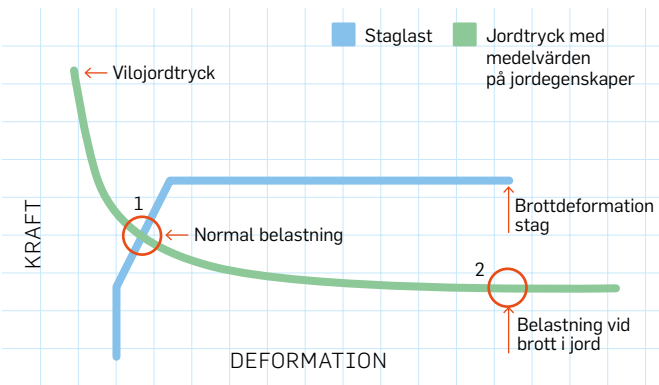 Staglast
Jordtryck med
medelvärden
på jordegenskaper
Vilojordtryck
1
Normal belastning
Brottdeformation
stag
2
Belastning vid
brott i jord
KRAFT
DEFORMATION